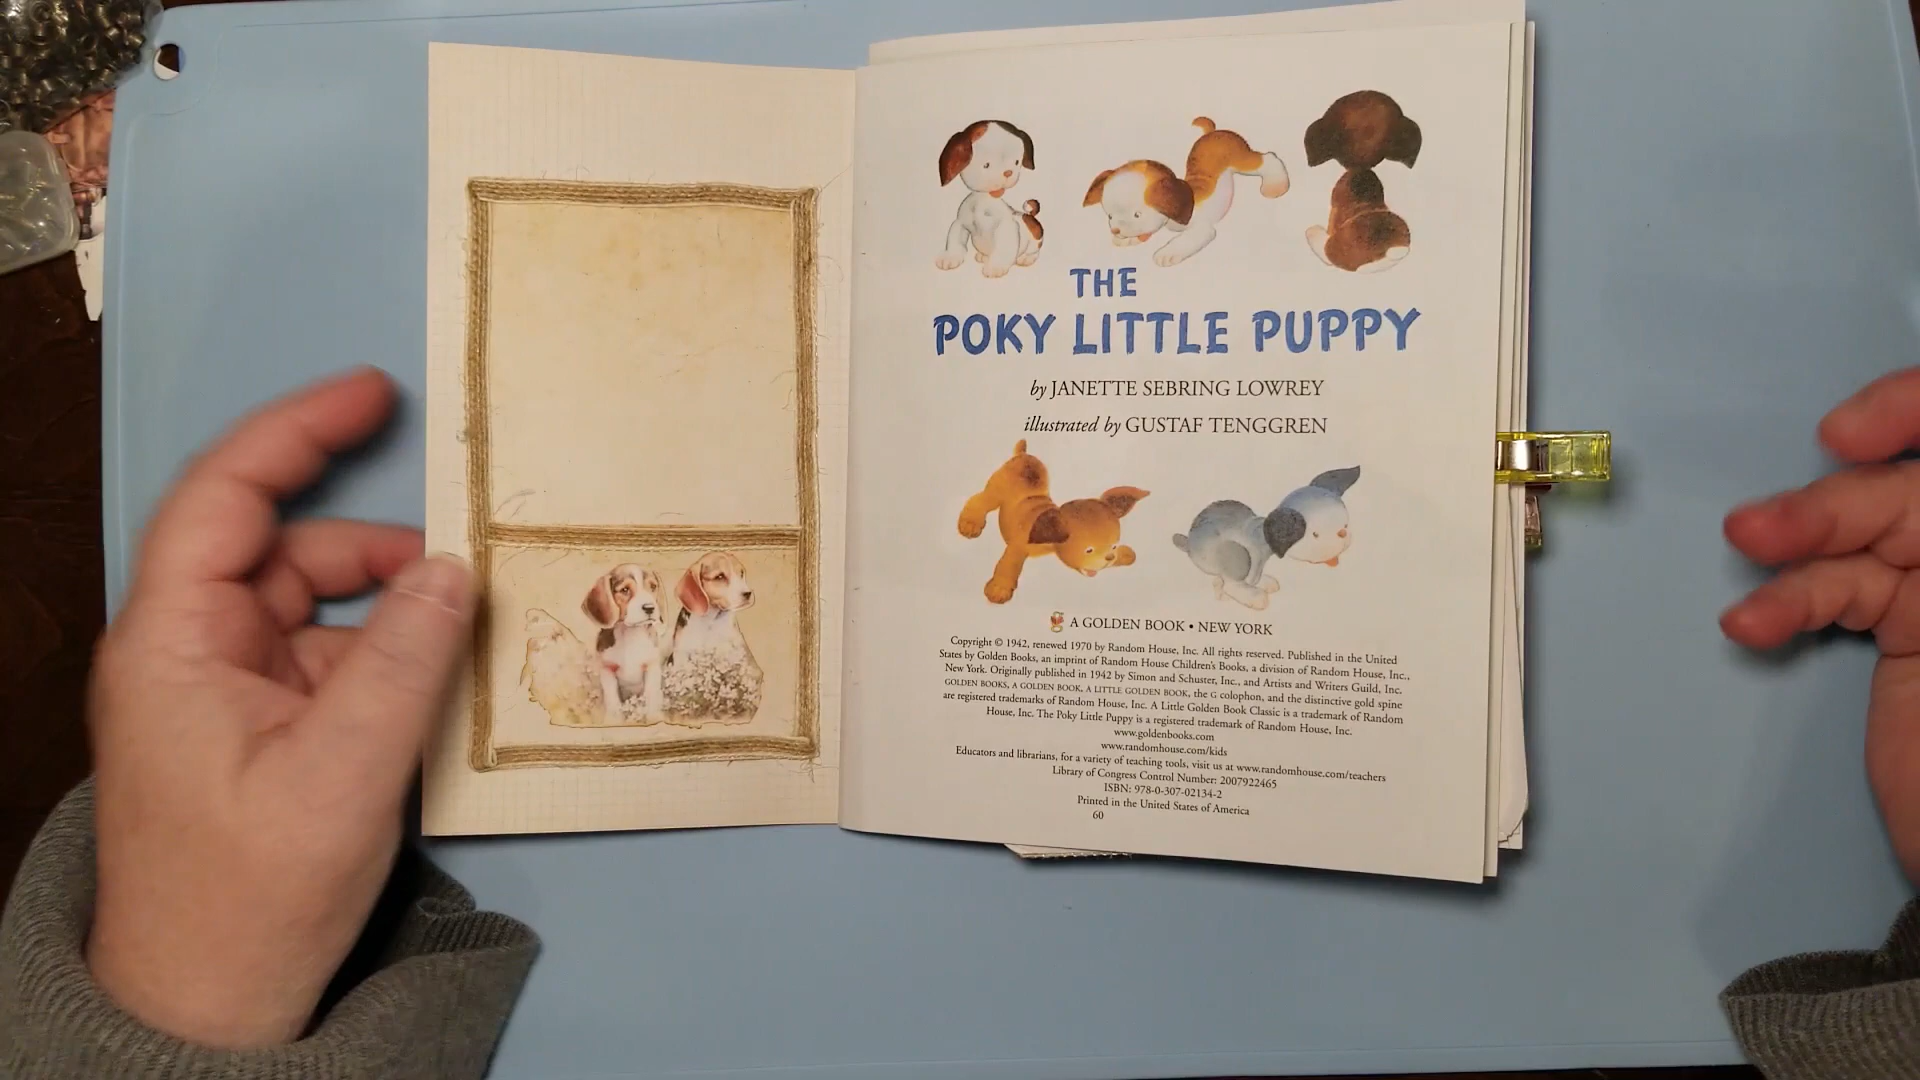 THE
POKY LITTLE PUPPY
by JANETTE SEBRING LOWREY
illustrated by GUSTAF TENGGREN
A GOLDEN BOOK • NEW YORK
Copyright © 1942, renewed 1970 by Random House, Inc. All rights reserved. Published in the United
States by Golden Books, an imprint of Random House Children's Books, a division of Random House, Inc.,
New York. Originally published in 1942 by Simon and Schuster, Inc., and Artists and Writers Guild, Inc.
GOLDEN BOOKS, A GOLDEN BOOK, A LITTLE GOLDEN BOOK, the G colophon, and the distinctive gold spine
are registered trademarks of Random House, Inc. A Little Golden Book Classic is a trademark of Random
House, Inc. The Poky Little Puppy is a registered trademark of Random House, Inc.
www.goldenbooks.com
www.randomhouse.com/kids
Educators and librarians, for a variety of teaching tools, visit us at www.randomhouse.com/teachers
Library of Congress Control Number: 2007922465
ISBN: 978-0-307-02134-2
Printed in the United States of America
60